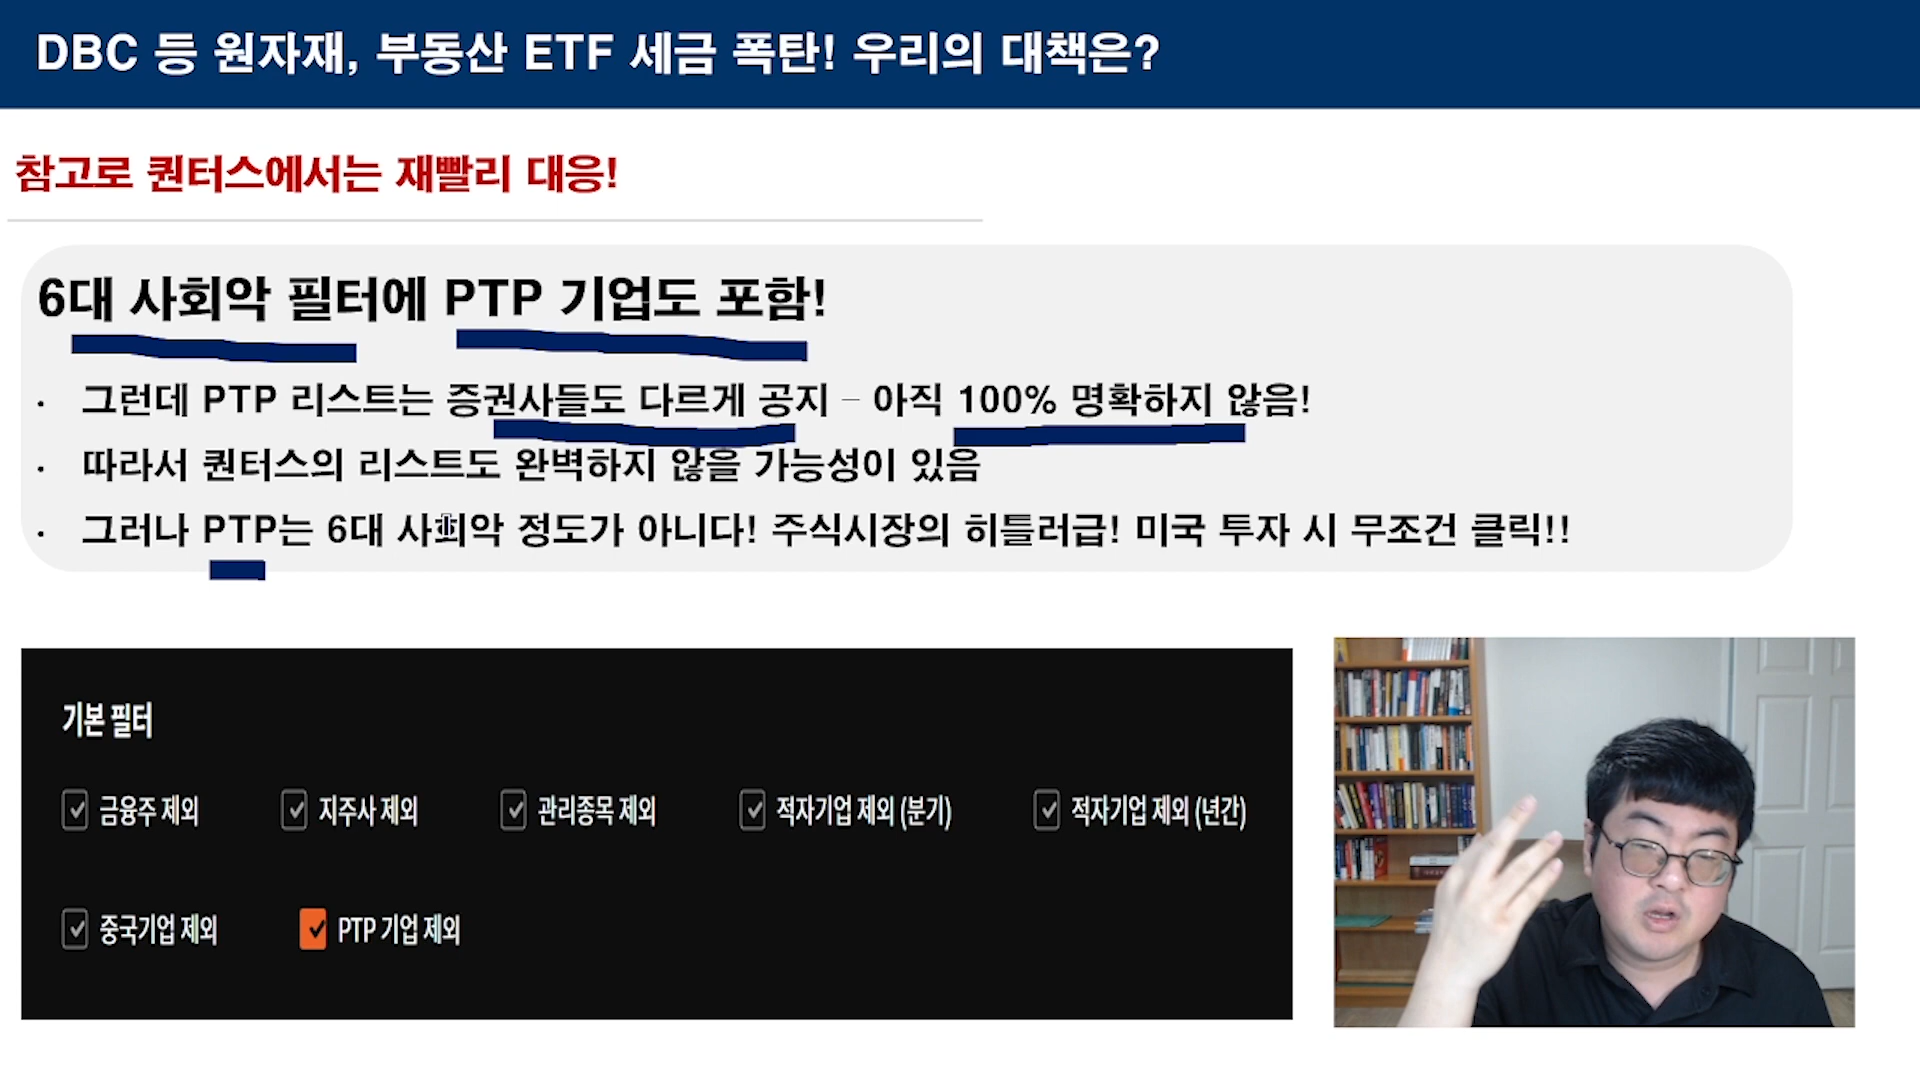 DBC 등 원자재, 부동산 ETF 세금 폭탄! 우리의 대책은?
참고로 퀀터스에서는 재빨리 대응!
6대 사회악 필터에 PTP 기업도 포함!
· 그런데 PTP 리스트는 증권사들도 다르게 공지 – 아직 100% 명확하지 않음!
· 따라서 퀀터스의 리스트도 완벽하지 않을 가능성이 있음
· 그러나 PTP는 6대 사회악 정도가 아니다! 주식시장의 히틀러급! 미국 투자 시 무조건 클릭!!
기본 필터
금융주 제외 지주사 제외 관리종목 제외 적자기업 제외 (분기) 적자기업 제외 (년간)
중국기업 제외 PTP 기업 제외